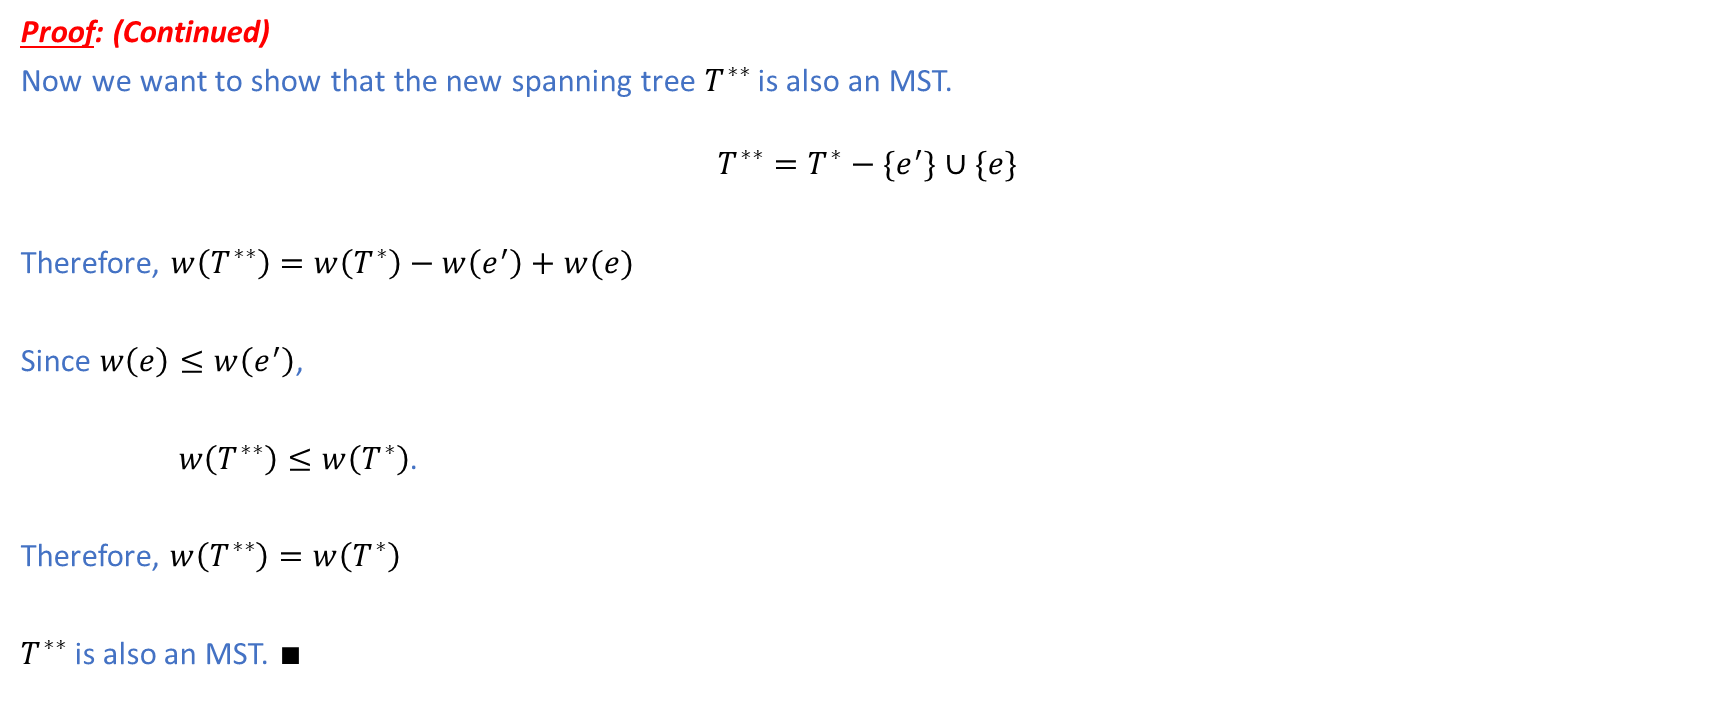 Proof: (Continued)
Now we want to show that the new spanning tree T** is also an MST.
T** = T* − {e′} ∪ {e}
Therefore, w(T**) = w(T*) − w(e′) + w(e)
Since w(e) ≤ w(e′),
w(T**) ≤ w(T*).
Therefore, w(T**) = w(T*)
T** is also an MST. ■